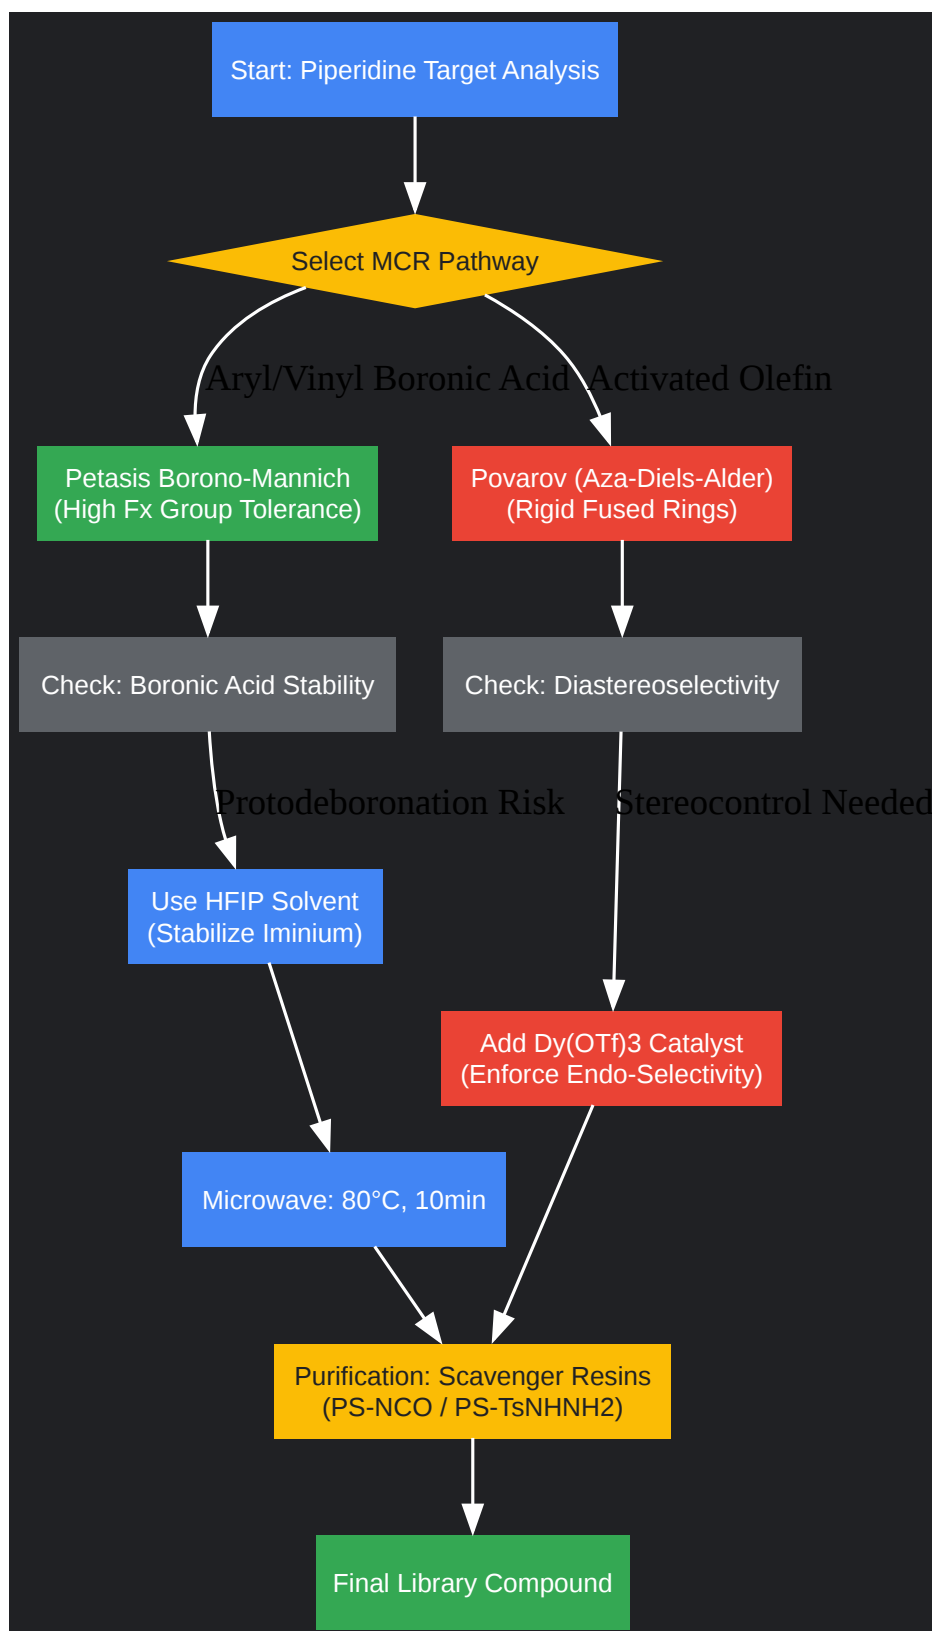 Start: Piperidine Target Analysis
Select MCR Pathway
Aryl/Vinyl Boronic Acid
Activated Olefin
Petasis Borono-Mannich
(High Fx Group Tolerance)
Povarov (Aza-Diels-Alder)
(Rigid Fused Rings)
Check: Boronic Acid Stability
Check: Diastereoselectivity
Protodeboronation Risk
Stereocontrol Needed
Use HFIP Solvent
(Stabilize Iminium)
Add Dy(OTf)3 Catalyst
(Enforce Endo-Selectivity)
Microwave: 80°C, 10min
Purification: Scavenger Resins
(PS-NCO / PS-TsNHNH2)
Final Library Compound